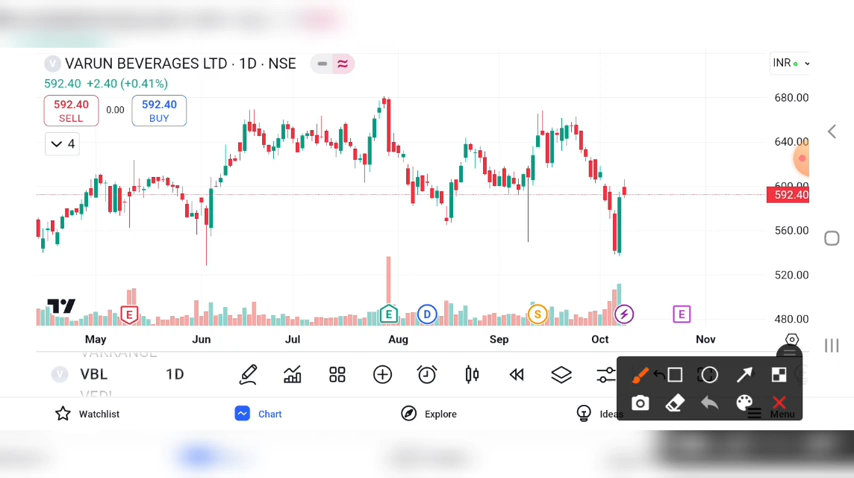 V VARUN BEVERAGES LTD · 1D · NSE
INR
592.40 +2.40 (+0.41%)
592.40 SELL 0.00 592.40 BUY
4
680.00
640.00
592.40
560.00
520.00
480.00
E E D S E
May Jun Jul Aug Sep Oct Nov
VARRANGE
V VBL 1D
VEDL
Watchlist Chart Explore Ideas Menu